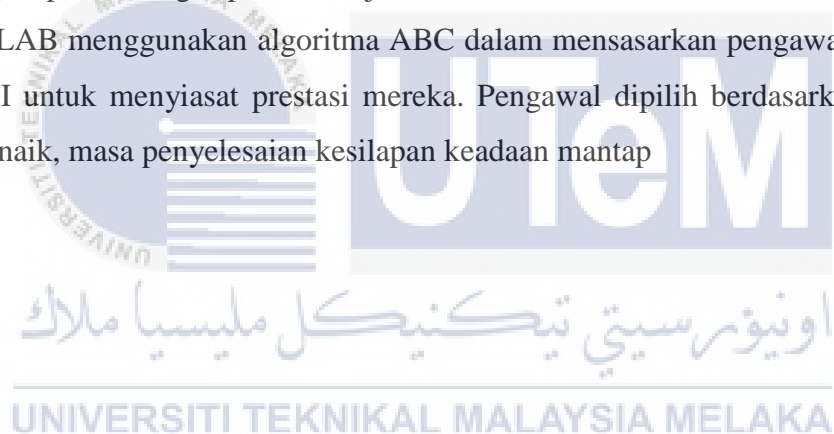 LAB menggunakan algoritma ABC dalam mensasarkan pengawa
I untuk menyiasat prestasi mereka. Pengawal dipilih berdasark
naik, masa penyelesaian kesilapan keadaan mantap
UTeM
اونيۏرسيتي تيكنيكل مليسيا ملاك
UNIVERSITI TEKNIKAL MALAYSIA MELAKA